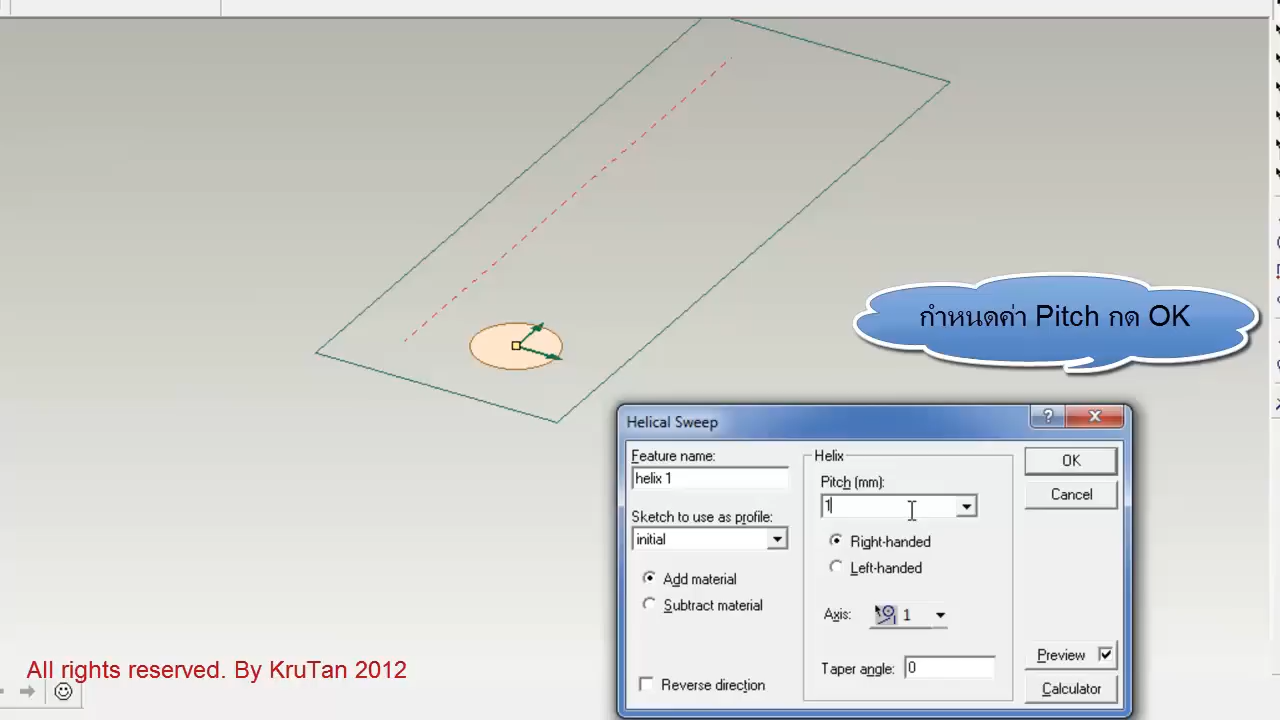 กำหนดค่า Pitch กด OK
Helical Sweep
?
Feature name:
helix 1
Sketch to use as profile:
initial
Add material
Subtract material
Reverse direction
Helix
Pitch (mm):
1
Right-handed
Left-handed
Axis: 1
Taper angle: 0
OK
Cancel
Preview
Calculator
All rights reserved. By KruTan 2012